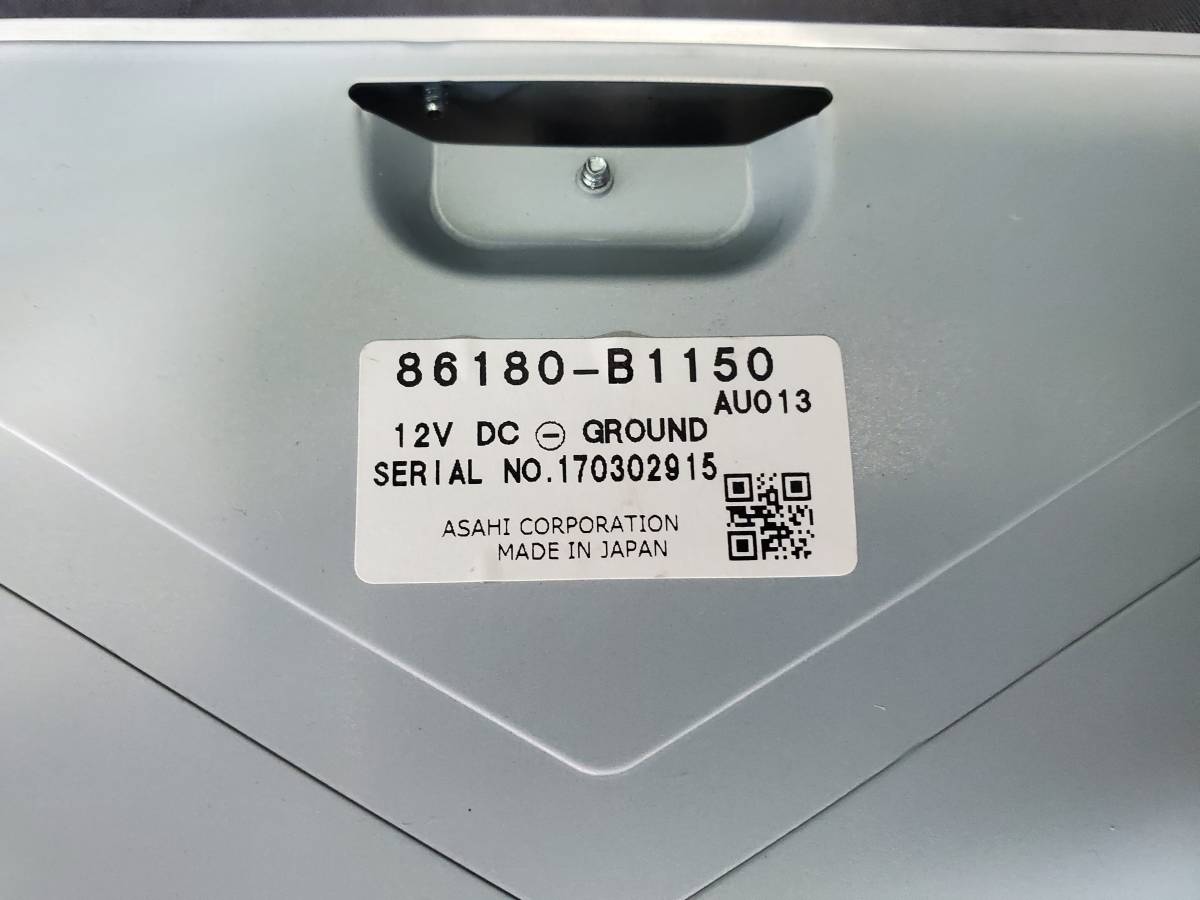 86180-B1150
AU013
12V DC ⊖ GROUND
SERIAL NO.170302915
ASAHI CORPORATION
MADE IN JAPAN